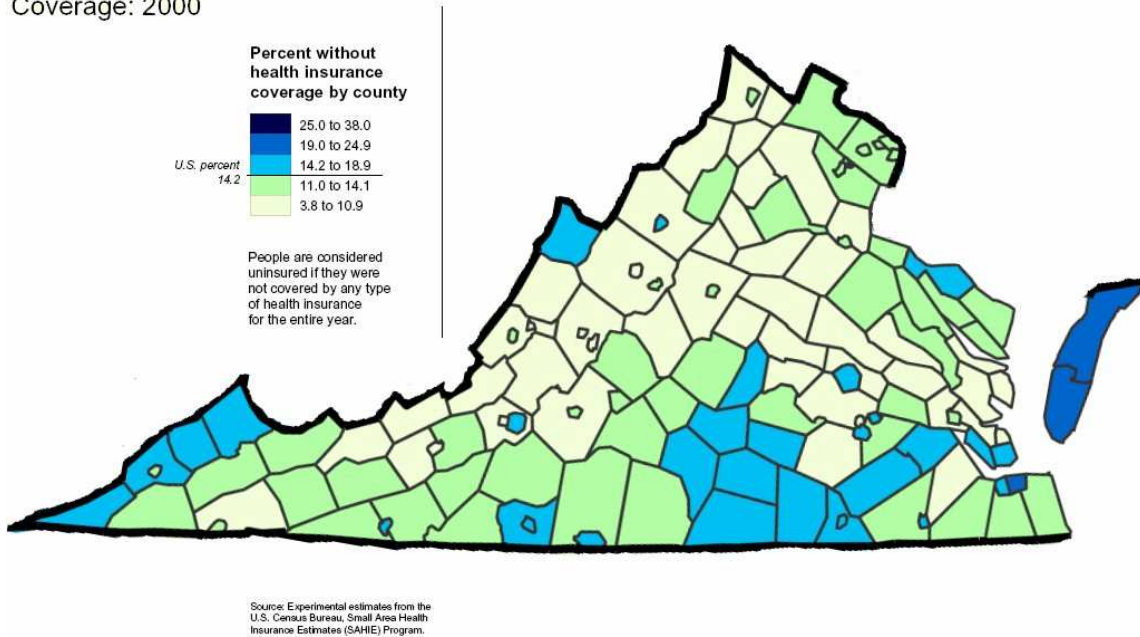 Coverage: 2000
Percent without
health insurance
coverage by county
25.0 to 38.0
19.0 to 24.9
U.S. percent
14.2
14.2 to 18.9
11.0 to 14.1
3.8 to 10.9
People are considered
uninsured if they were
not covered by any type
of health insurance
for the entire year.
Source: Experimental estimates from the
U.S. Census Bureau, Small Area Health
Insurance Estimates (SAHIE) Program.